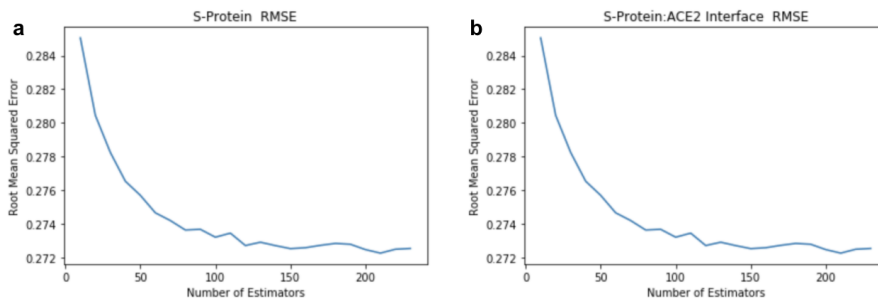 a
S-Protein RMSE
Root Mean Squared Error
0.284
0.282
0.280
0.278
0.276
0.274
0.272
0 50 100 150 200
Number of Estimators
b
S-Protein:ACE2 Interface RMSE
Root Mean Squared Error
0.284
0.282
0.280
0.278
0.276
0.274
0.272
0 50 100 150 200
Number of Estimators